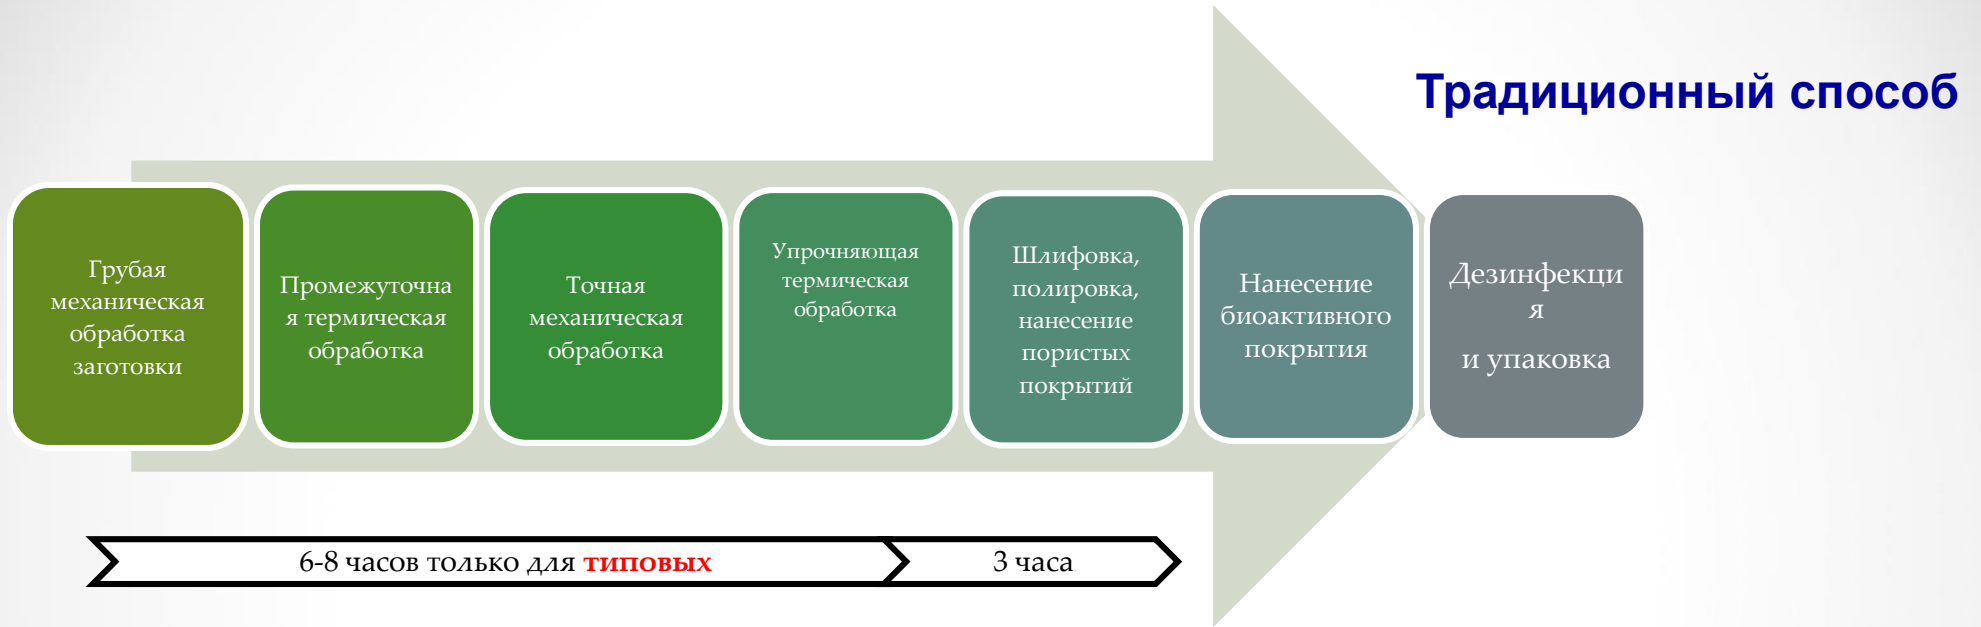 Традиционный способ
Грубая
механическая
обработка
заготовки
Промежуточна
я термическая
обработка
Точная
механическая
обработка
Упрочняющая
термическая
обработка
Шлифовка,
полировка,
нанесение
пористых
покрытий
Нанесение
биоактивного
покрытия
Дезинфекци
я
и упаковка
6-8 часов только для типовых
3 часа